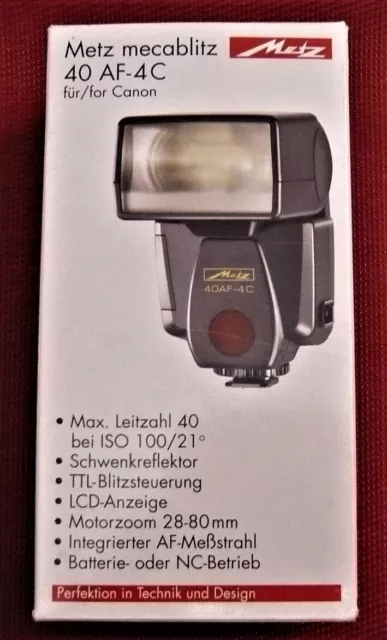 Metz mecablitz
40 AF-4C
für/for Canon
Metz
Metz
40AF-4C
• Max. Leitzahl 40
bei ISO 100/21°
• Schwenkreflektor
• TTL-Blitzsteuerung
• LCD-Anzeige
• Motorzoom 28-80mm
• Integrierter AF-Meßstrahl
• Batterie- oder NC-Betrieb
Perfektion in Technik und Design